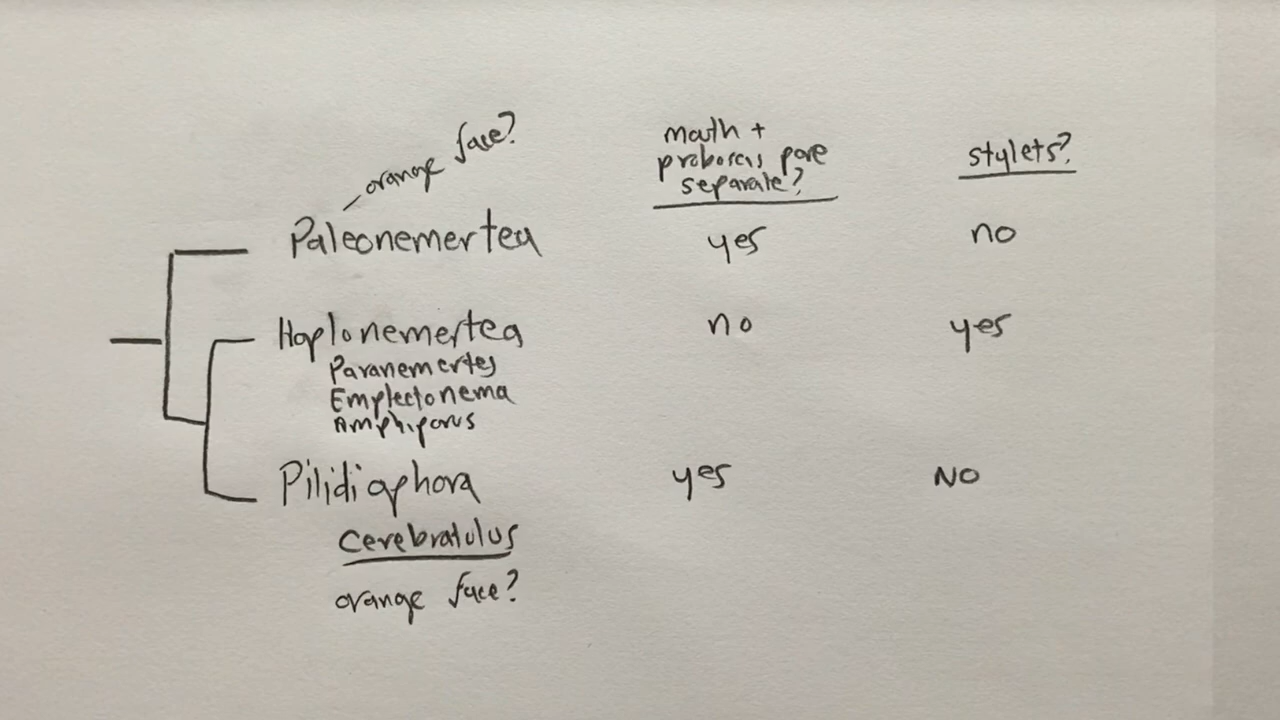 orange face?
mouth +
proboscis pore
separate?
stylets?
Paleonemertea
yes
no
Hoplonemertea
no
yes
Paranemertes
Emplectonema
Amphiporus
Pilidiophora
yes
NO
Cerebratulus
orange face?